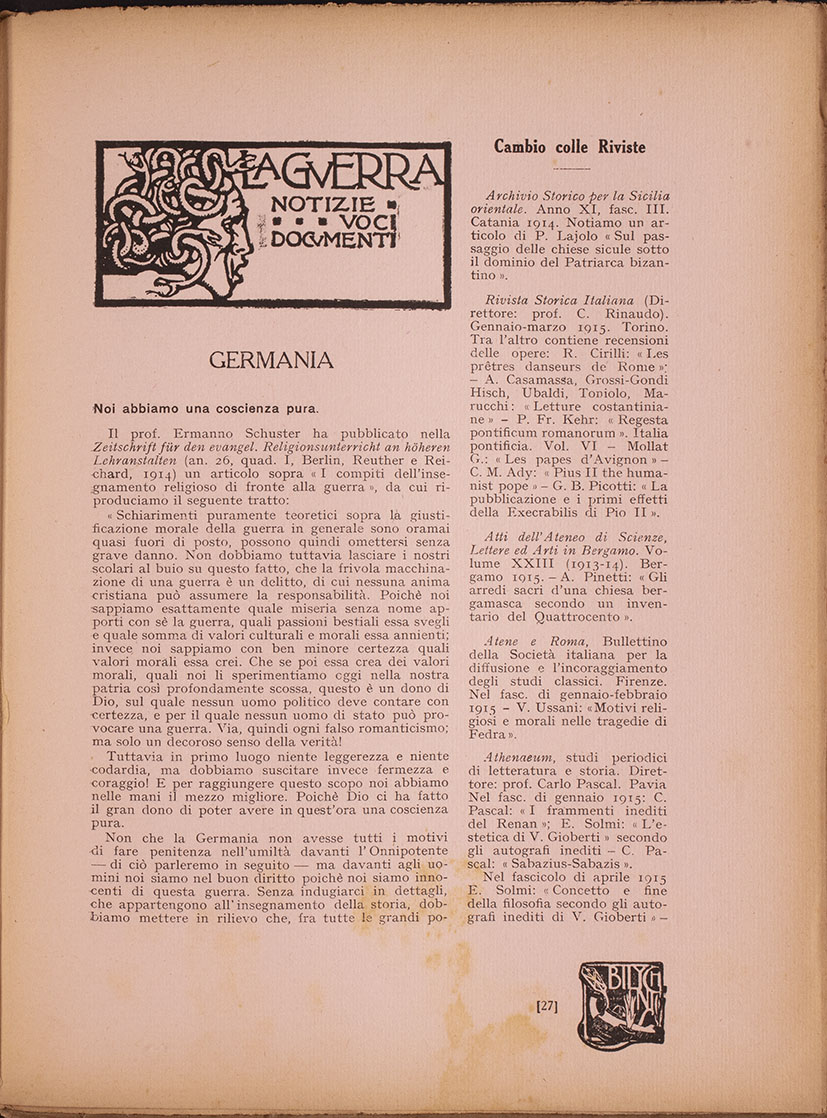 LA GVERRA
NOTIZIE
VOCI
DOCVMENTI
GERMANIA
Noi abbiamo una coscienza pura.
Il prof. Ermanno Schuster ha pubblicato nella
Zeitschrift für den evangel. Religionsunterricht an höheren
Lehranstalten (an. 26, quad. I, Berlin, Reuther e Rei-
chard, 1914) un articolo sopra « I compiti dell'inse-
gnamento religioso di fronte alla guerra », da cui ri-
produciamo il seguente tratto:
« Schiarimenti puramente teoretici sopra là giusti-
ficazione morale della guerra in generale sono oramai
quasi fuori di posto, possono quindi omettersi senza
grave danno. Non dobbiamo tuttavia lasciare i nostri
scolari al buio su questo fatto, che la frivola macchina-
zione di una guerra è un delitto, di cui nessuna anima
cristiana può assumere la responsabilità. Poichè noi
sappiamo esattamente quale miseria senza nome ap-
porti con sè la guerra, quali passioni bestiali essa svegli
e quale somma di valori culturali e morali essa annienti;
invece noi sappiamo con ben minore certezza quali
valori morali essa crei. Che se poi essa crea dei valori
morali, quali noi li sperimentiamo oggi nella nostra
patria così profondamente scossa, questo è un dono di
Dio, sul quale nessun uomo politico deve contare con
certezza, e per il quale nessun uomo di stato può pro-
vocare una guerra. Via, quindi ogni falso romanticismo;
ma solo un decoroso senso della verità!
Tuttavia in primo luogo niente leggerezza e niente
codardia, ma dobbiamo suscitare invece fermezza e
coraggio! E per raggiungere questo scopo noi abbiamo
nelle mani il mezzo migliore. Poichè Dio ci ha fatto
il gran dono di poter avere in quest'ora una coscienza
pura.
Non che la Germania non avesse tutti i motivi
di fare penitenza nell'umiltà davanti l'Onnipotente
— di ciò parleremo in seguito — ma davanti agli uo-
mini noi siamo nel buon diritto poichè noi siamo inno-
centi di questa guerra. Senza indugiarci in dettagli,
che appartengono all'insegnamento della storia, dob-
biamo mettere in rilievo che, fra tutte le grandi po-
Cambio colle Riviste
Archivio Storico per la Sicilia
orientale. Anno XI, fasc. III.
Catania 1914. Notiamo un ar-
ticolo di P. Lajolo « Sul pas-
saggio delle chiese sicule sotto
il dominio del Patriarca bizan-
tino ».
Rivista Storica Italiana (Di-
rettore: prof. C. Rinaudo).
Gennaio-marzo 1915. Torino.
Tra l'altro contiene recensioni
delle opere: R. Cirilli: « Les
prêtres danseurs de Rome »;
– A. Casamassa, Grossi-Gondi
Hisch, Ubaldi, Toniolo, Ma-
rucchi: « Letture costantinia-
ne » – P. Fr. Kehr: « Regesta
pontificum romanorum ». Italia
pontificia. Vol. VI – Mollat
G.: « Les papes d'Avignon » –
C. M. Ady: « Pius II the huma-
nist pope » – G. B. Picotti: « La
pubblicazione e i primi effetti
della Execrabilis di Pio II ».
Atti dell'Ateneo di Scienze,
Lettere ed Arti in Bergamo. Vo-
lume XXIII (1913-14). Ber-
gamo 1915. – A. Pinetti: « Gli
arredi sacri d'una chiesa ber-
gamasca secondo un inven-
tario del Quattrocento ».
Atene e Roma, Bullettino
della Società italiana per la
diffusione e l'incoraggiamento
degli studi classici. Firenze.
Nel fasc. di gennaio-febbraio
1915 – V. Ussani: «Motivi reli-
giosi e morali nelle tragedie di
Fedra».
Athenaeum, studi periodici
di letteratura e storia. Diret-
tore: prof. Carlo Pascal. Pavia
Nel fasc. di gennaio 1915: C.
Pascal: « I frammenti inediti
del Renan »; E. Solmi: « L'e-
stetica di V. Gioberti » secondo
gli autografi inediti – C. Pa-
scal: « Sabazius-Sabazis ».
Nel fascicolo di aprile 1915
E. Solmi: « Concetto e fine
della filosofia secondo gli auto-
grafi inediti di V. Gioberti » –
[27]
BILYCHNIS